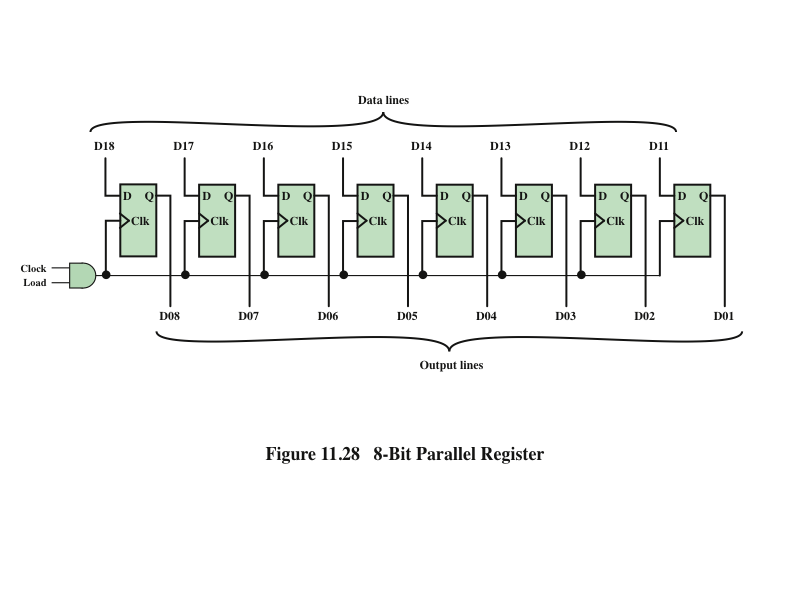 Data lines
D18 D17 D16 D15 D14 D13 D12 D11
D Q D Q D Q D Q D Q D Q D Q D Q
Clk Clk Clk Clk Clk Clk Clk Clk
Clock
Load
D08 D07 D06 D05 D04 D03 D02 D01
Output lines
Figure 11.28 8-Bit Parallel Register